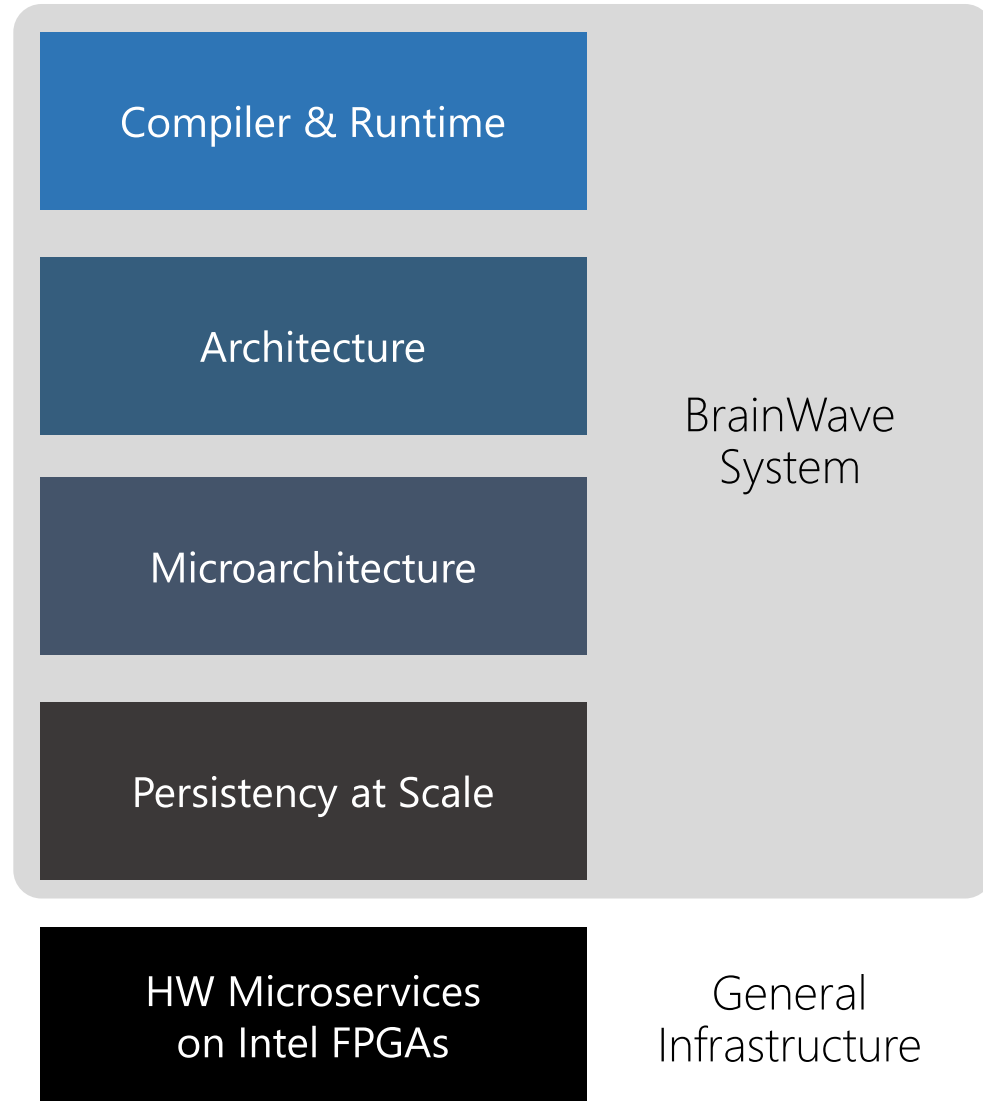 Compiler & Runtime
Architecture
BrainWave
System
Microarchitecture
Persistency at Scale
HW Microservices
on Intel FPGAs
General
Infrastructure